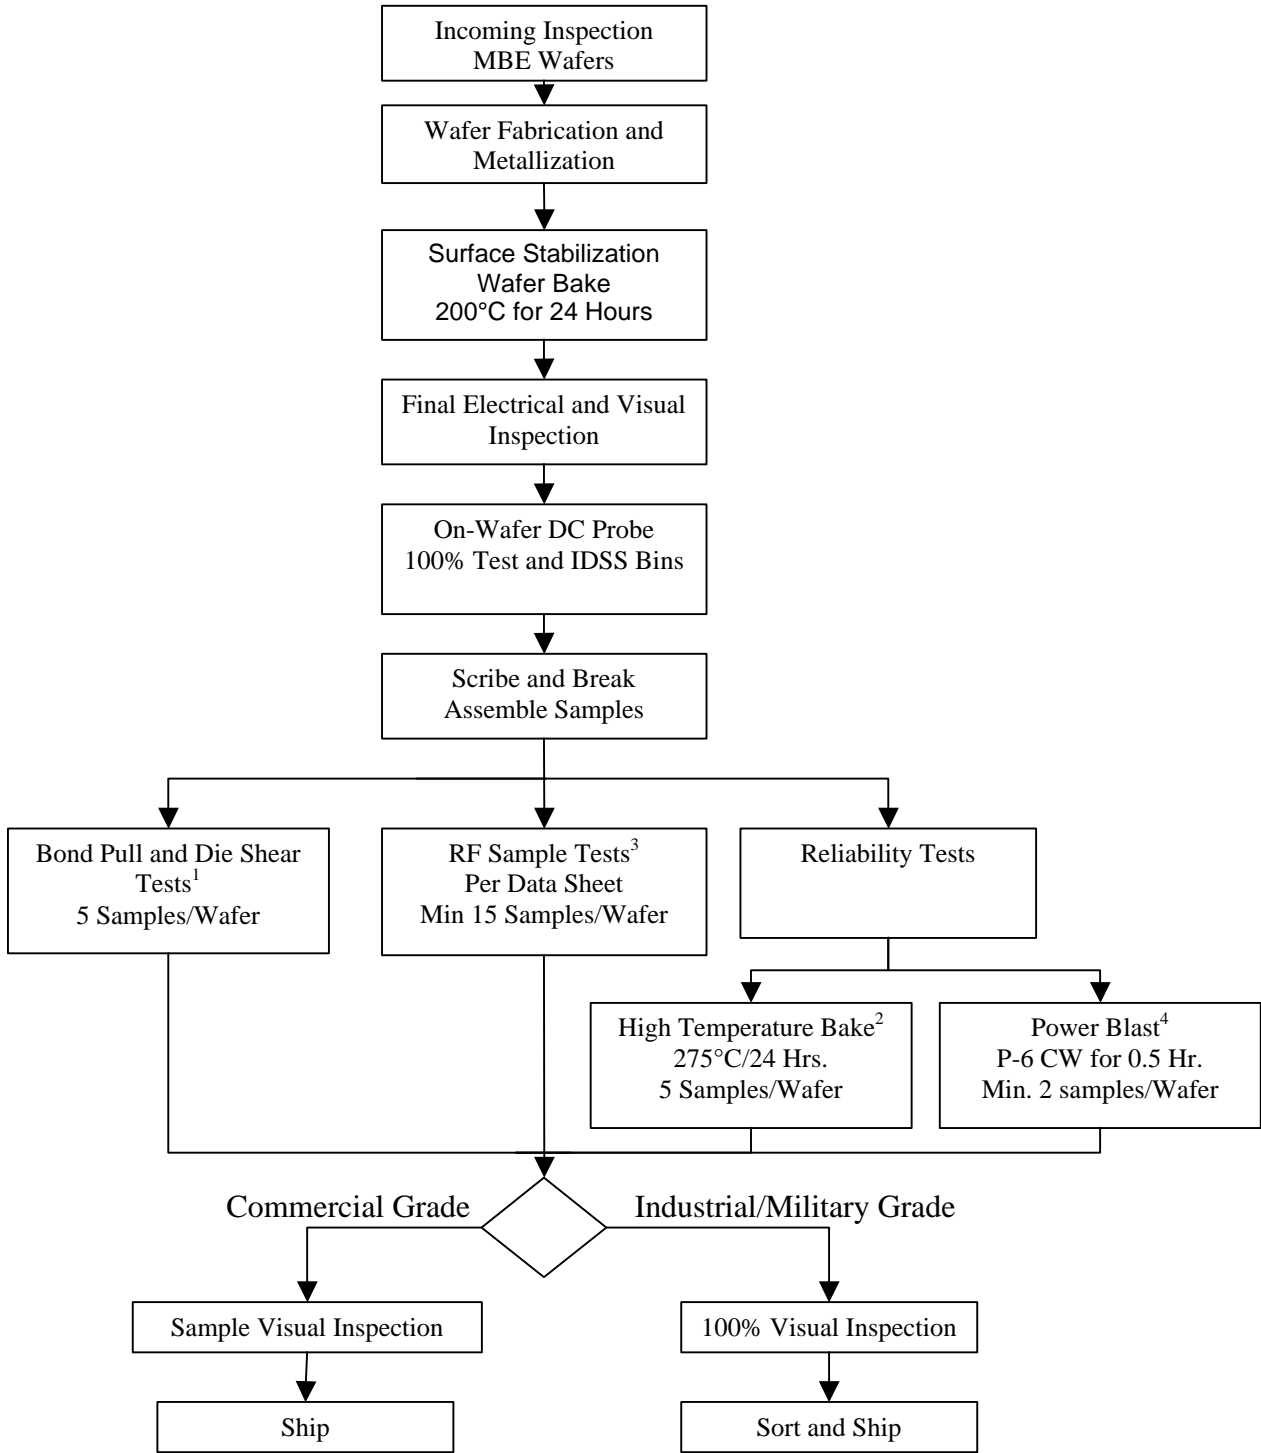 Incoming Inspection
MBE Wafers
Wafer Fabrication and
Metallization
Surface Stabilization
Wafer Bake
200°C for 24 Hours
Final Electrical and Visual
Inspection
On-Wafer DC Probe
100% Test and IDSS Bins
Scribe and Break
Assemble Samples
Bond Pull and Die Shear
Tests¹
5 Samples/Wafer
RF Sample Tests³
Per Data Sheet
Min 15 Samples/Wafer
Reliability Tests
High Temperature Bake²
275°C/24 Hrs.
5 Samples/Wafer
Power Blast⁴
P-6 CW for 0.5 Hr.
Min. 2 samples/Wafer
Commercial Grade
Industrial/Military Grade
Sample Visual Inspection
100% Visual Inspection
Ship
Sort and Ship